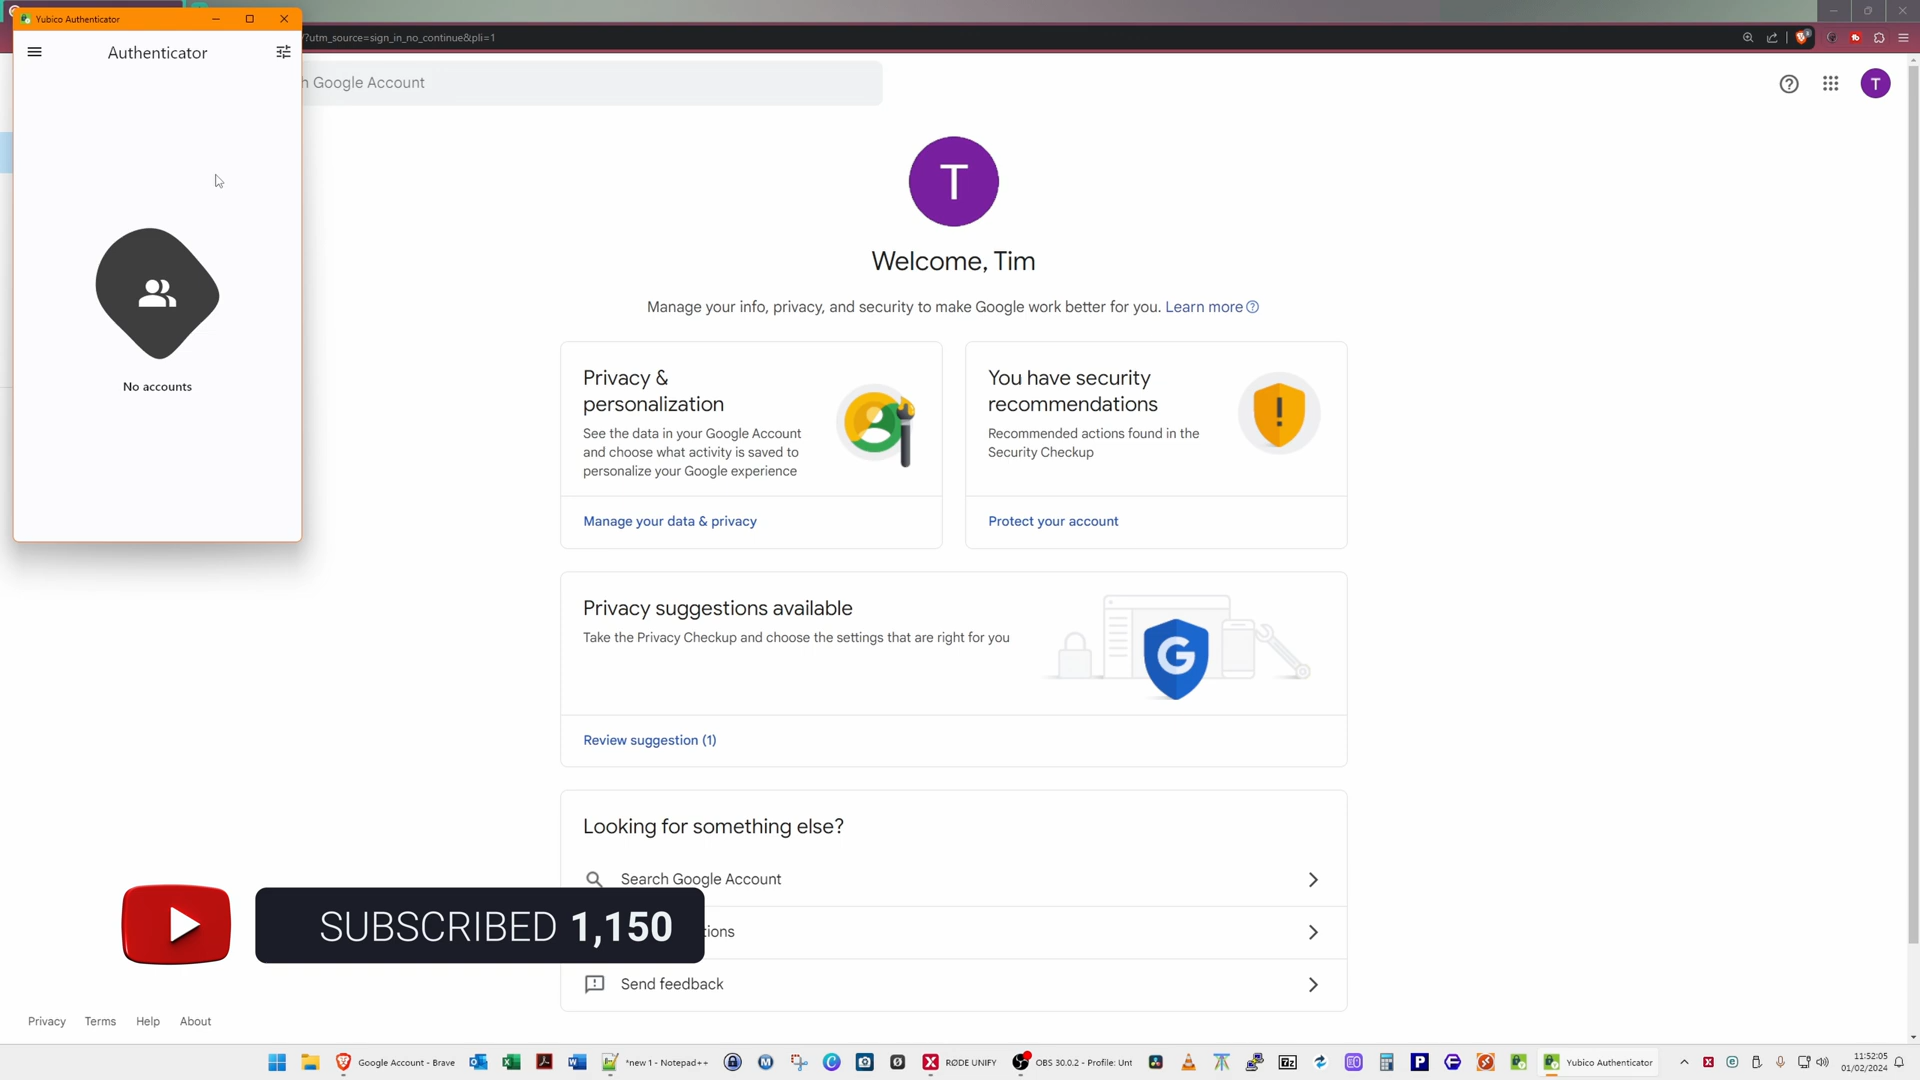 Yubico Authenticator
Authenticator
No accounts
/?utm_source=sign_in_no_continue&pli=1
h Google Account
T
T
Welcome, Tim
Manage your info, privacy, and security to make Google work better for you. Learn more
Privacy &
personalization
See the data in your Google Account
and choose what activity is saved to
personalize your Google experience
Manage your data & privacy
You have security
recommendations
Recommended actions found in the
Security Checkup
Protect your account
Privacy suggestions available
Take the Privacy Checkup and choose the settings that are right for you
G
Review suggestion (1)
Looking for something else?
Search Google Account
tions
Send feedback
SUBSCRIBED 1,150
Privacy Terms Help About
Google Account - Brave
*new 1 - Notepad++
RØDE UNIFY
OBS 30.0.2 - Profile: Unt
Yubico Authenticator
11:52:05
01/02/2024